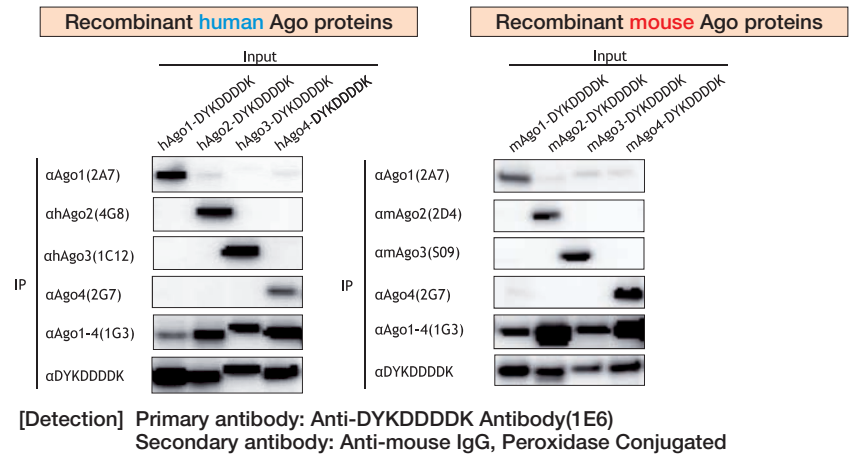 Recombinant human Ago proteins
Input
hAgo1-DYKDDDDK
hAgo2-DYKDDDDK
hAgo3-DYKDDDDK
hAgo4-DYKDDDDK
IP
αAgo1(2A7)
αhAgo2(4G8)
αhAgo3(1C12)
αAgo4(2G7)
αAgo1-4(1G3)
αDYKDDDDK
Recombinant mouse Ago proteins
Input
mAgo1-DYKDDDDK
mAgo2-DYKDDDDK
mAgo3-DYKDDDDK
mAgo4-DYKDDDDK
IP
αAgo1(2A7)
αmAgo2(2D4)
αmAgo3(S09)
αAgo4(2G7)
αAgo1-4(1G3)
αDYKDDDDK
[Detection] Primary antibody: Anti-DYKDDDDK Antibody(1E6)
Secondary antibody: Anti-mouse IgG, Peroxidase Conjugated